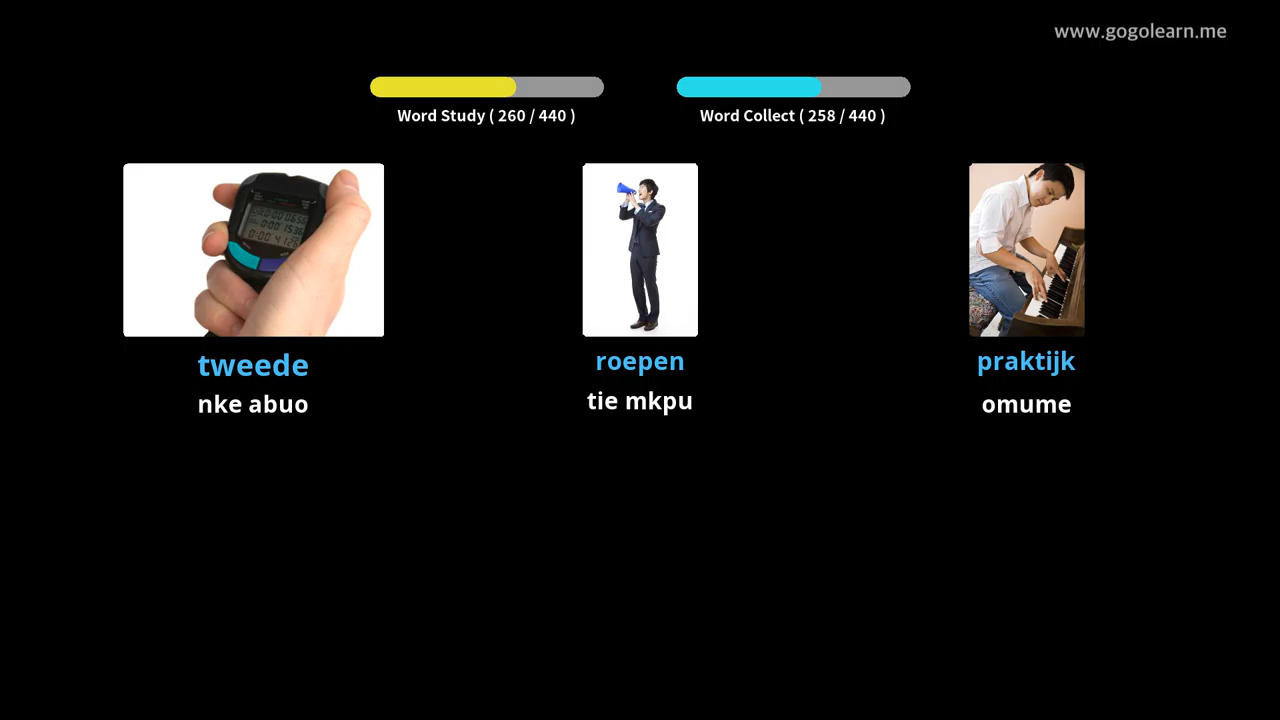 www.gogolearn.me
Word Study ( 260 / 440 )
Word Collect ( 258 / 440 )
tweede
nke abuo
roepen
tie mkpu
praktijk
omume